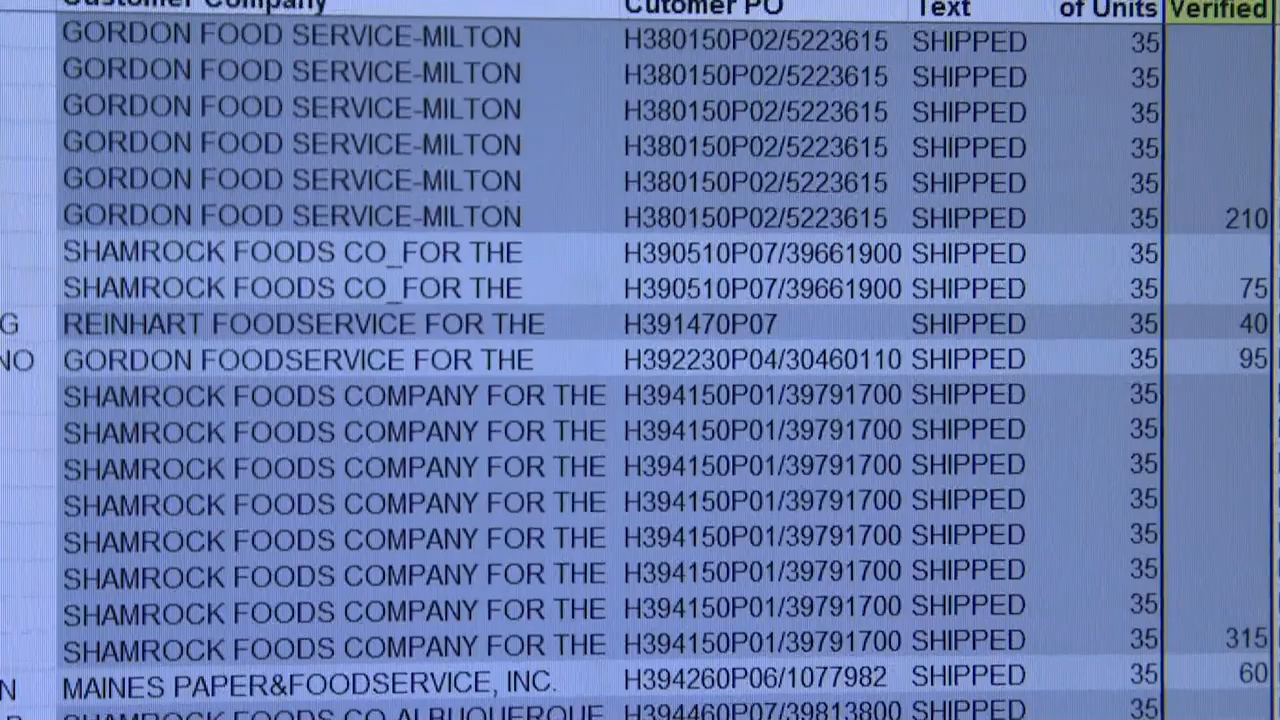 Customer Company Cutomer PO Text of Units Verified
GORDON FOOD SERVICE-MILTON H380150P02/5223615 SHIPPED 35
GORDON FOOD SERVICE-MILTON H380150P02/5223615 SHIPPED 35
GORDON FOOD SERVICE-MILTON H380150P02/5223615 SHIPPED 35
GORDON FOOD SERVICE-MILTON H380150P02/5223615 SHIPPED 35
GORDON FOOD SERVICE-MILTON H380150P02/5223615 SHIPPED 35
GORDON FOOD SERVICE-MILTON H380150P02/5223615 SHIPPED 35 210
SHAMROCK FOODS CO_FOR THE H390510P07/39661900 SHIPPED 35
SHAMROCK FOODS CO_FOR THE H390510P07/39661900 SHIPPED 35 75
G REINHART FOODSERVICE FOR THE H391470P07 SHIPPED 35 40
NO GORDON FOODSERVICE FOR THE H392230P04/30460110 SHIPPED 35 95
SHAMROCK FOODS COMPANY FOR THE H394150P01/39791700 SHIPPED 35
SHAMROCK FOODS COMPANY FOR THE H394150P01/39791700 SHIPPED 35
SHAMROCK FOODS COMPANY FOR THE H394150P01/39791700 SHIPPED 35
SHAMROCK FOODS COMPANY FOR THE H394150P01/39791700 SHIPPED 35
SHAMROCK FOODS COMPANY FOR THE H394150P01/39791700 SHIPPED 35
SHAMROCK FOODS COMPANY FOR THE H394150P01/39791700 SHIPPED 35
SHAMROCK FOODS COMPANY FOR THE H394150P01/39791700 SHIPPED 35
SHAMROCK FOODS COMPANY FOR THE H394150P01/39791700 SHIPPED 35 315
N MAINES PAPER&FOODSERVICE, INC. H394260P06/1077982 SHIPPED 35 60
SHAMROCK FOODS CO ALBUQUERQUE H394460P07/39813800 SHIPPED 35